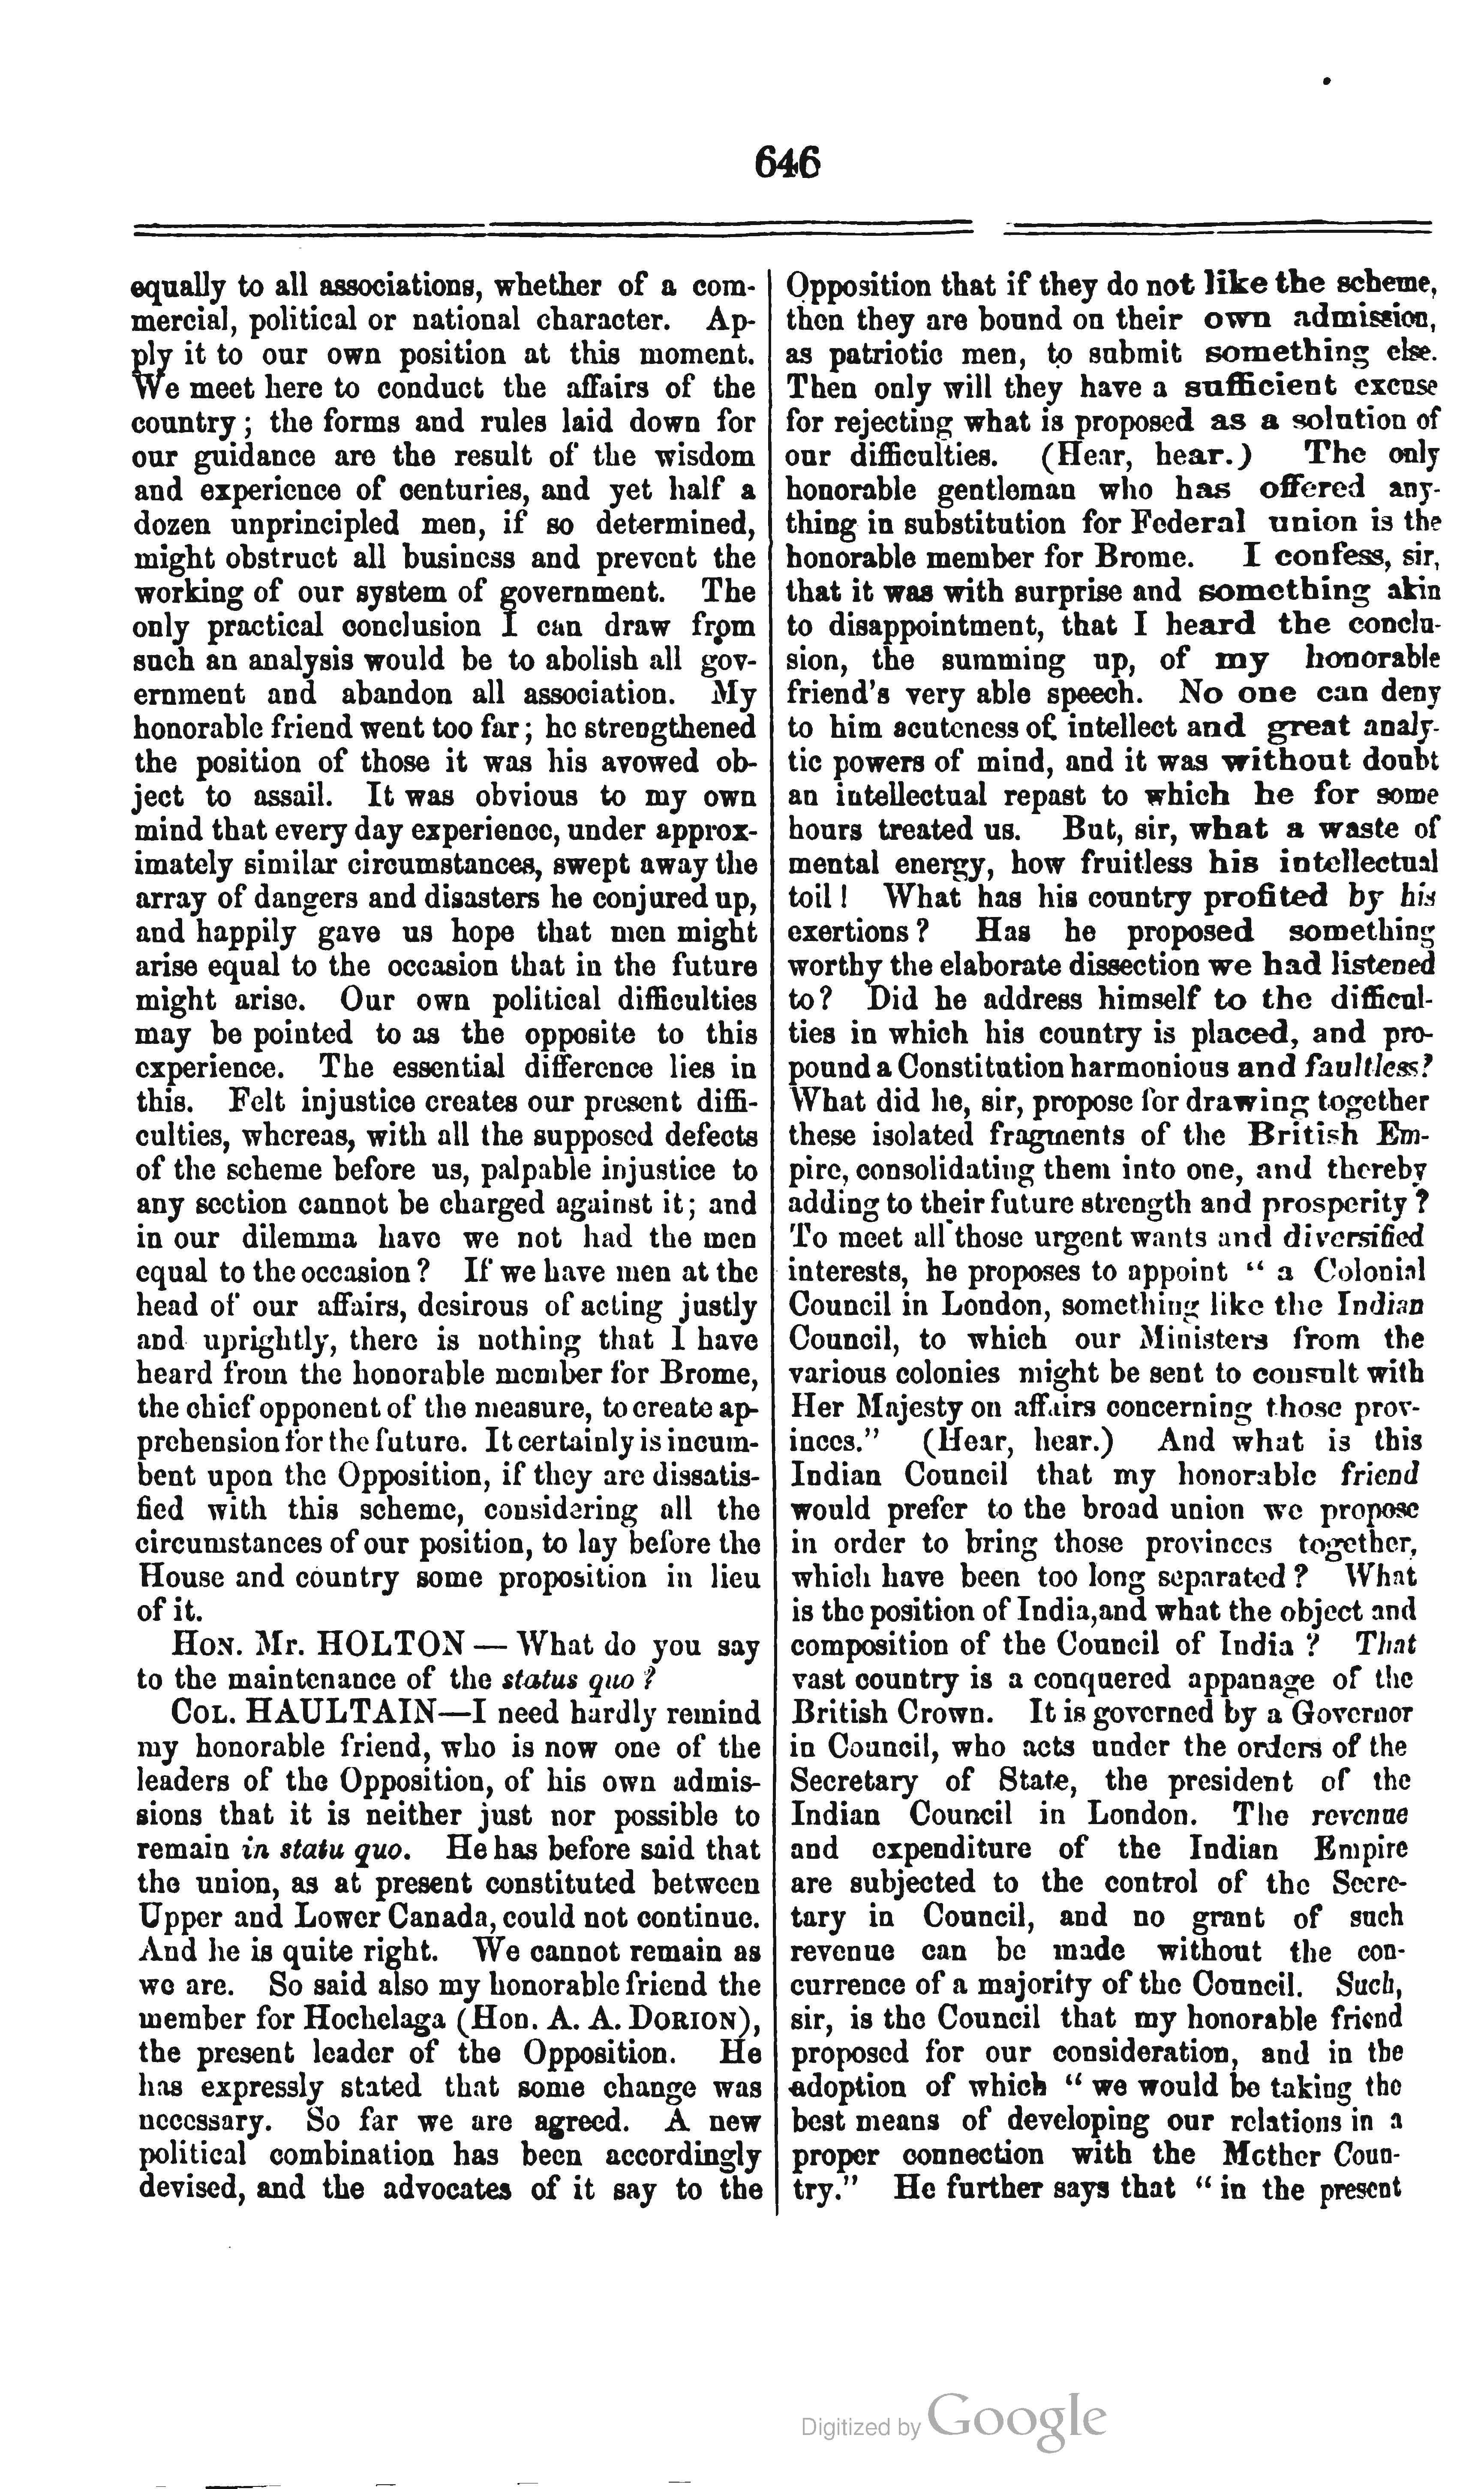 646
equally to all associations, whether of a com-
mercial, political or national character. Ap-
ply it to our own position at this moment.
We meet here to conduct the affairs of the
country; the forms and rules laid down for
our guidance are the result of the wisdom
and experience of centuries, and yet half a
dozen unprincipled men, if so determined,
might obstruct all business and prevent the
working of our system of government. The
only practical conclusion I can draw from
such an analysis would be to abolish all gov-
ernment and abandon all association. My
honorable friend went too far; he strengthened
the position of those it was his avowed ob-
ject to assail. It was obvious to my own
mind that every day experience, under approx-
imately similar circumstances, swept away the
array of dangers and disasters he conjured up,
and happily gave us hope that men might
arise equal to the occasion that in the future
might arise. Our own political difficulties
may be pointed to as the opposite to this
experience. The essential difference lies in
this. Felt injustice creates our present diffi-
culties, whereas, with all the supposed defects
of the scheme before us, palpable injustice to
any section cannot be charged against it; and
in our dilemma have we not had the men
equal to the occasion? If we have men at the
head of our affairs, desirous of acting justly
and uprightly, there is nothing that I have
heard from the honorable member for Brome,
the chief opponent of the measure, to create ap-
prehension for the future. It certainly is incum-
bent upon the Opposition, if they are dissatis-
fied with this scheme, considering all the
circumstances of our position, to lay before the
House and country some proposition in lieu
of it.
HON. Mr. HOLTON — What do you say
to the maintenance of the status quo?
COL. HAULTAIN—I need hardly remind
my honorable friend, who is now one of the
leaders of the Opposition, of his own admis-
sions that it is neither just nor possible to
remain in statu quo. He has before said that
the union, as at present constituted between
Upper and Lower Canada, could not continue.
And he is quite right. We cannot remain as
we are. So said also my honorable friend the
member for Hochelaga (Hon. A. A. DORION),
the present leader of the Opposition. He
has expressly stated that some change was
necessary. So far we are agreed. A new
political combination has been accordingly
devised, and the advocates of it say to the
Opposition that if they do not like the scheme,
then they are bound on their own admission,
as patriotic men, to submit something else.
Then only will they have a sufficient excuse
for rejecting what is proposed as a solution of
our difficulties. (Hear, hear.) The only
honorable gentleman who has offered any-
thing in substitution for Federal union is the
honorable member for Brome. I confess, sir,
that it was with surprise and something akin
to disappointment, that I heard the conclu-
sion, the summing up, of my honorable
friend's very able speech. No one can deny
to him acuteness of intellect and great analy-
tic powers of mind, and it was without doubt
an intellectual repast to which he for some
hours treated us. But, sir, what a waste of
mental energy, how fruitless his intellectual
toil! What has his country profited by his
exertions? Has he proposed something
worthy the elaborate dissection we had listened
to? Did he address himself to the difficul-
ties in which his country is placed, and pro-
pound a Constitution harmonious and faultless?
What did he, sir, propose for drawing together
these isolated fragments of the British Em-
pire, consolidating them into one, and thereby
adding to their future strength and prosperity?
To meet all those urgent wants and diversified
interests, he proposes to appoint "a Colonial
Council in London, something like the Indian
Council, to which our Ministers from the
various colonies might be sent to consult with
Her Majesty on affairs concerning those prov-
inces." (Hear, hear.) And what is this
Indian Council that my honorable friend
would prefer to the broad union we propose
in order to bring those provinces together,
which have been too long separated? What
is the position of India, and what the object and
composition of the Council of India? That
vast country is a conquered appanage of the
British Crown. It is governed by a Governor
in Council, who acts under the orders of the
Secretary of State, the president of the
Indian Council in London. The revenue
and expenditure of the Indian Empire
are subjected to the control of the Secre-
tary in Council, and no grant of such
revenue can be made without the con-
currence of a majority of the Council. Such,
sir, is the Council that my honorable friend
proposed for our consideration, and in the
adoption of which "we would be taking the
best means of developing our relations in a
proper connection with the Mother Coun-
try." He further says that "in the present
Digitized by Google